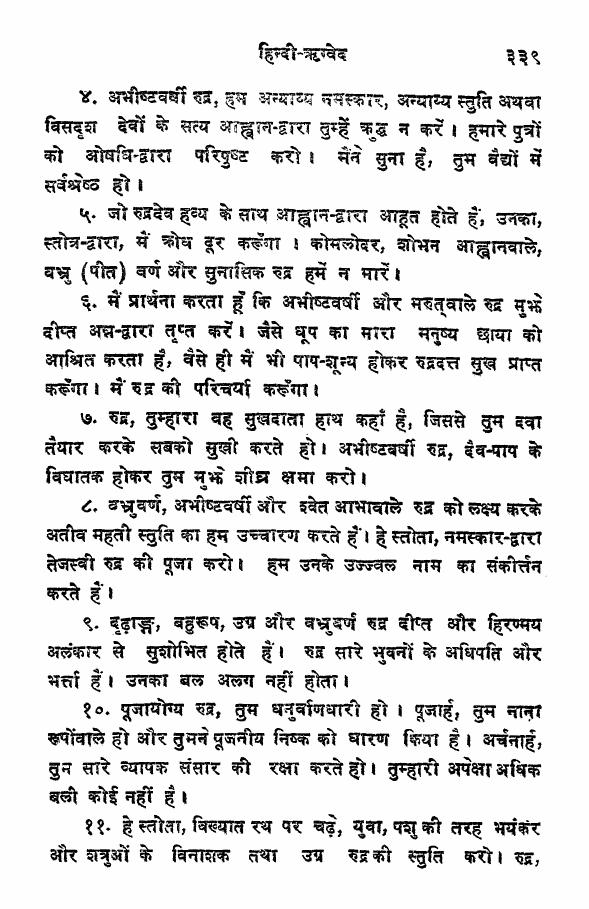 हिन्दी-ऋग्वेद ३३९
४. अभीष्टवर्षी रुद्र, हम अन्याय्य नमस्कार, अन्याय्य स्तुति अथवा
विसदृश देवों के सत्य आह्वान-द्वारा तुम्हें क्रुद्ध न करें। हमारे पुत्रों
को ओषधि-द्वारा परिपुष्ट करो। मैंने सुना है, तुम वैद्यों में
सर्वश्रेष्ठ हो।
५. जो रुद्रदेव हव्य के साथ आह्वान-द्वारा आहूत होते हैं, उनका,
स्तोत्र-द्वारा, मैं क्रोध दूर करूँगा। कोमलोदर, शोभन आह्वानवाले,
बभ्रु (पीत) वर्ण और सुनासिक रुद्र हमें न मारें।
६. मैं प्रार्थना करता हूँ कि अभीष्टवर्षी और मरुत्वाले रुद्र मुझे
दीप्त अन्न-द्वारा तृप्त करें। जैसे धूप का मारा मनुष्य छाया को
आश्रित करता है, वैसे ही मैं भी पाप-शून्य होकर रुद्रदत्त सुख प्राप्त
करूँगा। मैं रुद्र की परिचर्या करूँगा।
७. रुद्र, तुम्हारा वह सुखदाता हाथ कहाँ है, जिससे तुम दवा
तैयार करके सबको सुखी करते हो। अभीष्टवर्षी रुद्र, दैव-पाप के
विघातक होकर तुम मुझे शीघ्र क्षमा करो।
८. बभ्रुवर्ण, अभीष्टवर्षी और श्वेत आभावाले रुद्र को लक्ष्य करके
अतीव महती स्तुति का हम उच्चारण करते हैं। हे स्तोता, नमस्कार-द्वारा
तेजस्वी रुद्र की पूजा करो। हम उनके उज्ज्वल नाम का संकीर्त्तन
करते हैं।
९. दृढ़ाङ्ग, बहुरूप, उग्र और बभ्रुवर्ण रुद्र दीप्त और हिरण्मय
अलंकार से सुशोभित होते हैं। रुद्र सारे भुवनों के अधिपति और
भर्त्ता हैं। उनका बल अलग नहीं होता।
१०. पूजायोग्य रुद्र, तुम धनुर्बाणधारी हो। पूजार्ह, तुम नाना
रूपोंवाले हो और तुमने पूजनीय निष्क को धारण किया है। अर्चनार्ह,
तुम सारे व्यापक संसार की रक्षा करते हो। तुम्हारी अपेक्षा अधिक
बली कोई नहीं है।
११. हे स्तोता, विख्यात रथ पर चढ़े, युवा, पशु की तरह भयंकर
और शत्रुओं के विनाशक तथा उग्र रुद्र की स्तुति करो। रुद्र,